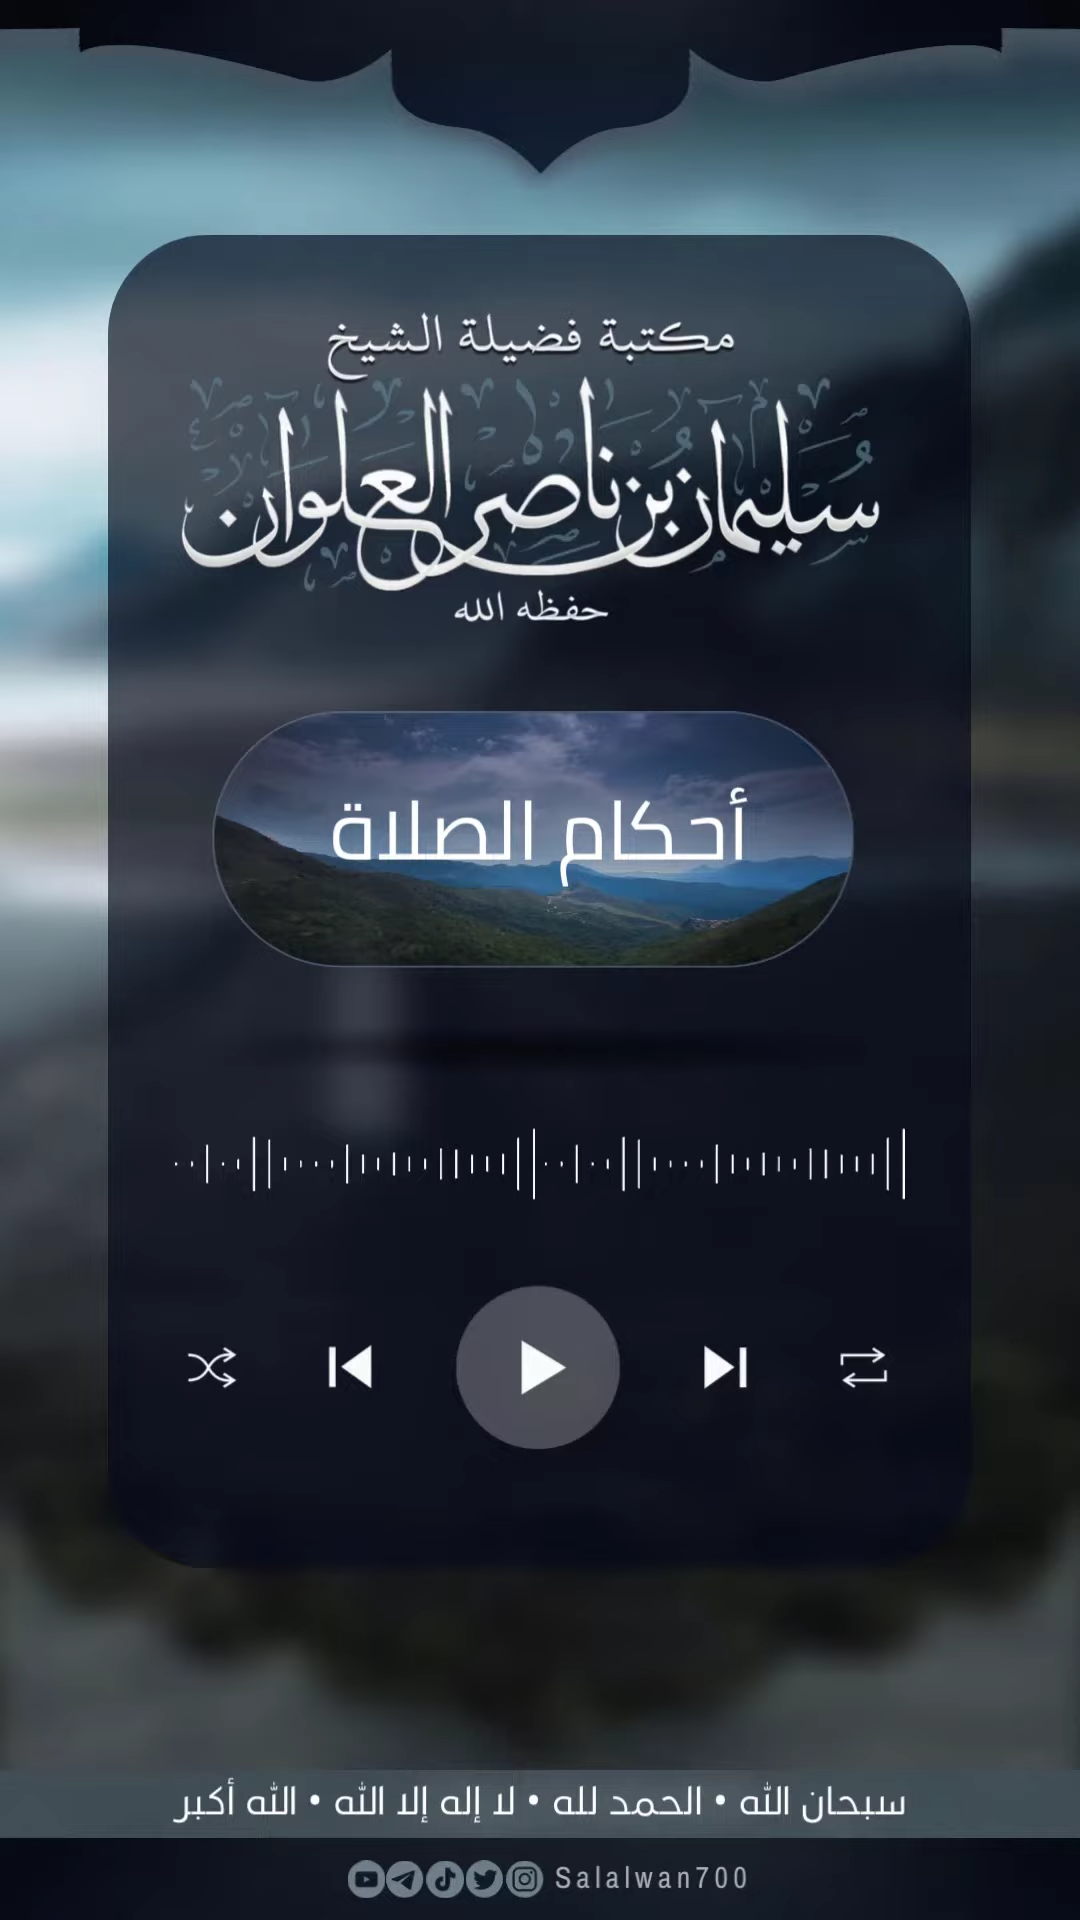 مكتبة فضيلة الشيخ
سليمان بن ناصر العلوان
حفظه الله
أحكام الصلاة
سبحان الله • الحمد لله • لا إله إلا الله • الله أكبر
Salalwan700